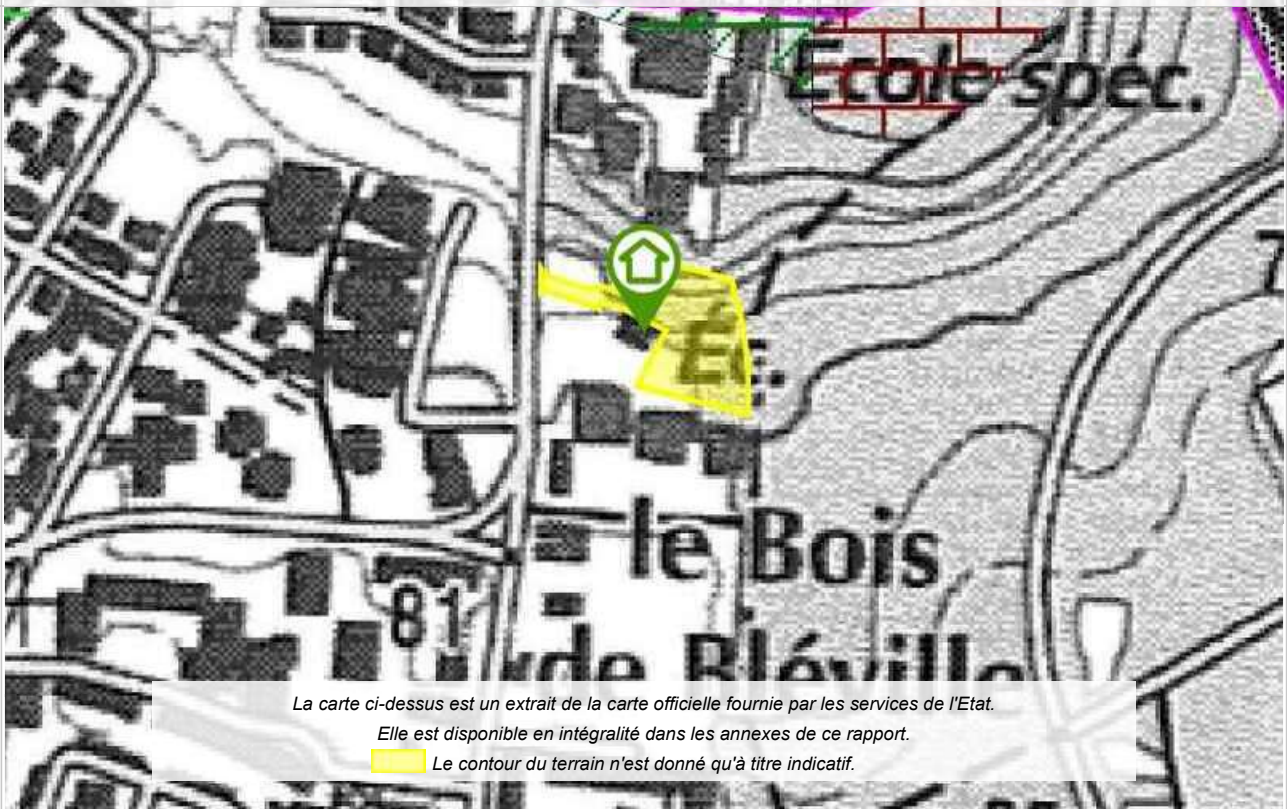 École spéc.
Éc.
le Bois
de Bléville
81
La carte ci-dessus est un extrait de la carte officielle fournie par les services de l'Etat.
Elle est disponible en intégralité dans les annexes de ce rapport.
Le contour du terrain n'est donné qu'à titre indicatif.